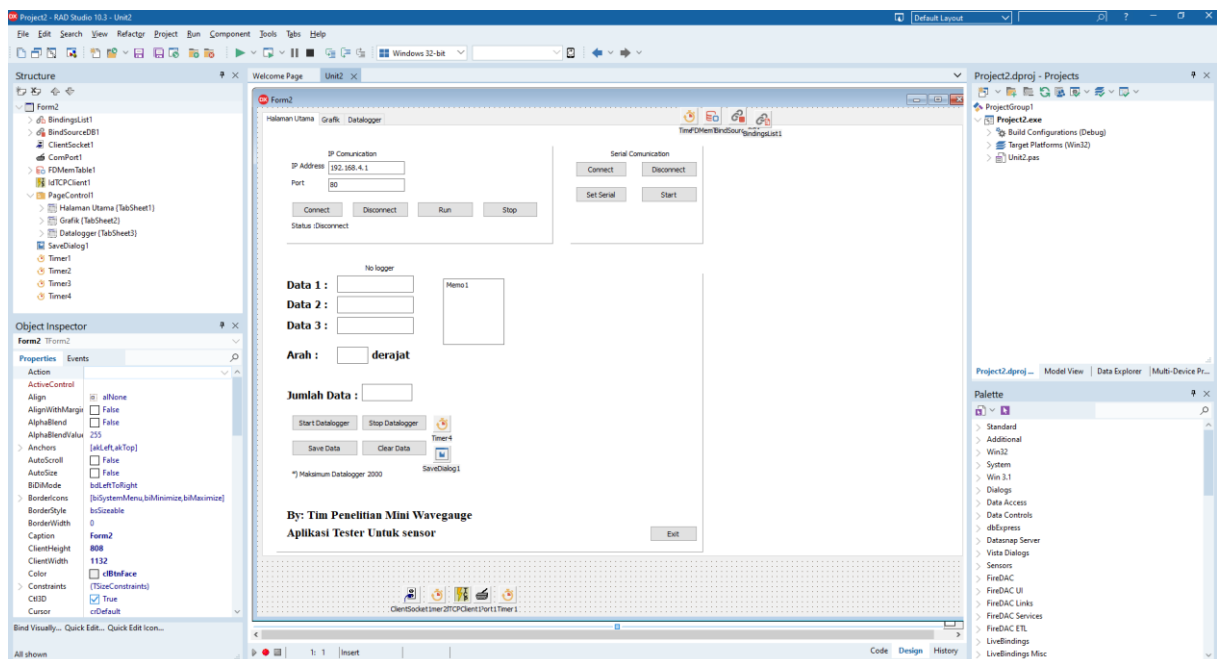 Project2 - RAD Studio 10.3 - Unit2
Default Layout
File Edit Search View Refactor Project Run Component Tools Tabs Help
Windows 32-bit
Structure
Form2
BindingsList1
BindSourceDB1
ClientSocket1
ComPort1
FDMemTable1
IdTCPClient1
PageControl1
Halaman Utama {TabSheet1}
Grafik {TabSheet2}
Datalogger {TabSheet3}
SaveDialog1
Timer1
Timer2
Timer3
Timer4
Object Inspector
Form2 TForm2
Properties Events
Action
ActiveControl
Align alNone
AlignWithMargin False
AlphaBlend False
AlphaBlendValue 255
Anchors [akLeft,akTop]
AutoScroll False
AutoSize False
BiDiMode bdLeftToRight
BorderIcons [biSystemMenu,biMinimize,biMaximize]
BorderStyle bsSizeable
BorderWidth 0
Caption Form2
ClientHeight 808
ClientWidth 1132
Color clBtnFace
Constraints (TSizeConstraints)
Ctl3D True
Cursor crDefault
Bind Visually... Quick Edit... Quick Edit Icon...
All shown
Welcome Page Unit2
Form2
Halaman Utama Grafik Datalogger
BindingsList1
IP Comunication
IP Address 192.168.4.1
Port 80
Connect Disconnect Run Stop
Status :Disconnect
Serial Comunication
Connect Disconnect
Set Serial Start
No logger
Data 1 :
Memo1
Data 2 :
Data 3 :
Arah : derajat
Jumlah Data :
Start Datalogger Stop Datalogger
Timer4
Save Data Clear Data
SaveDialog1
*) Maksimum Datalogger 2000
By: Tim Penelitian Mini Wavegauge
Aplikasi Tester Untuk sensor
Exit
1: 1 Insert
Code Design History
Project2.dproj - Projects
ProjectGroup1
Project2.exe
Build Configurations (Debug)
Target Platforms (Win32)
Unit2.pas
Project2.dproj ... Model View Data Explorer Multi-Device Pr...
Palette
Standard
Additional
Win32
System
Win 3.1
Dialogs
Data Access
Data Controls
dbExpress
Datasnap Server
Vista Dialogs
Sensors
FireDAC
FireDAC UI
FireDAC Links
FireDAC Services
FireDAC ETL
LiveBindings
LiveBindings Misc